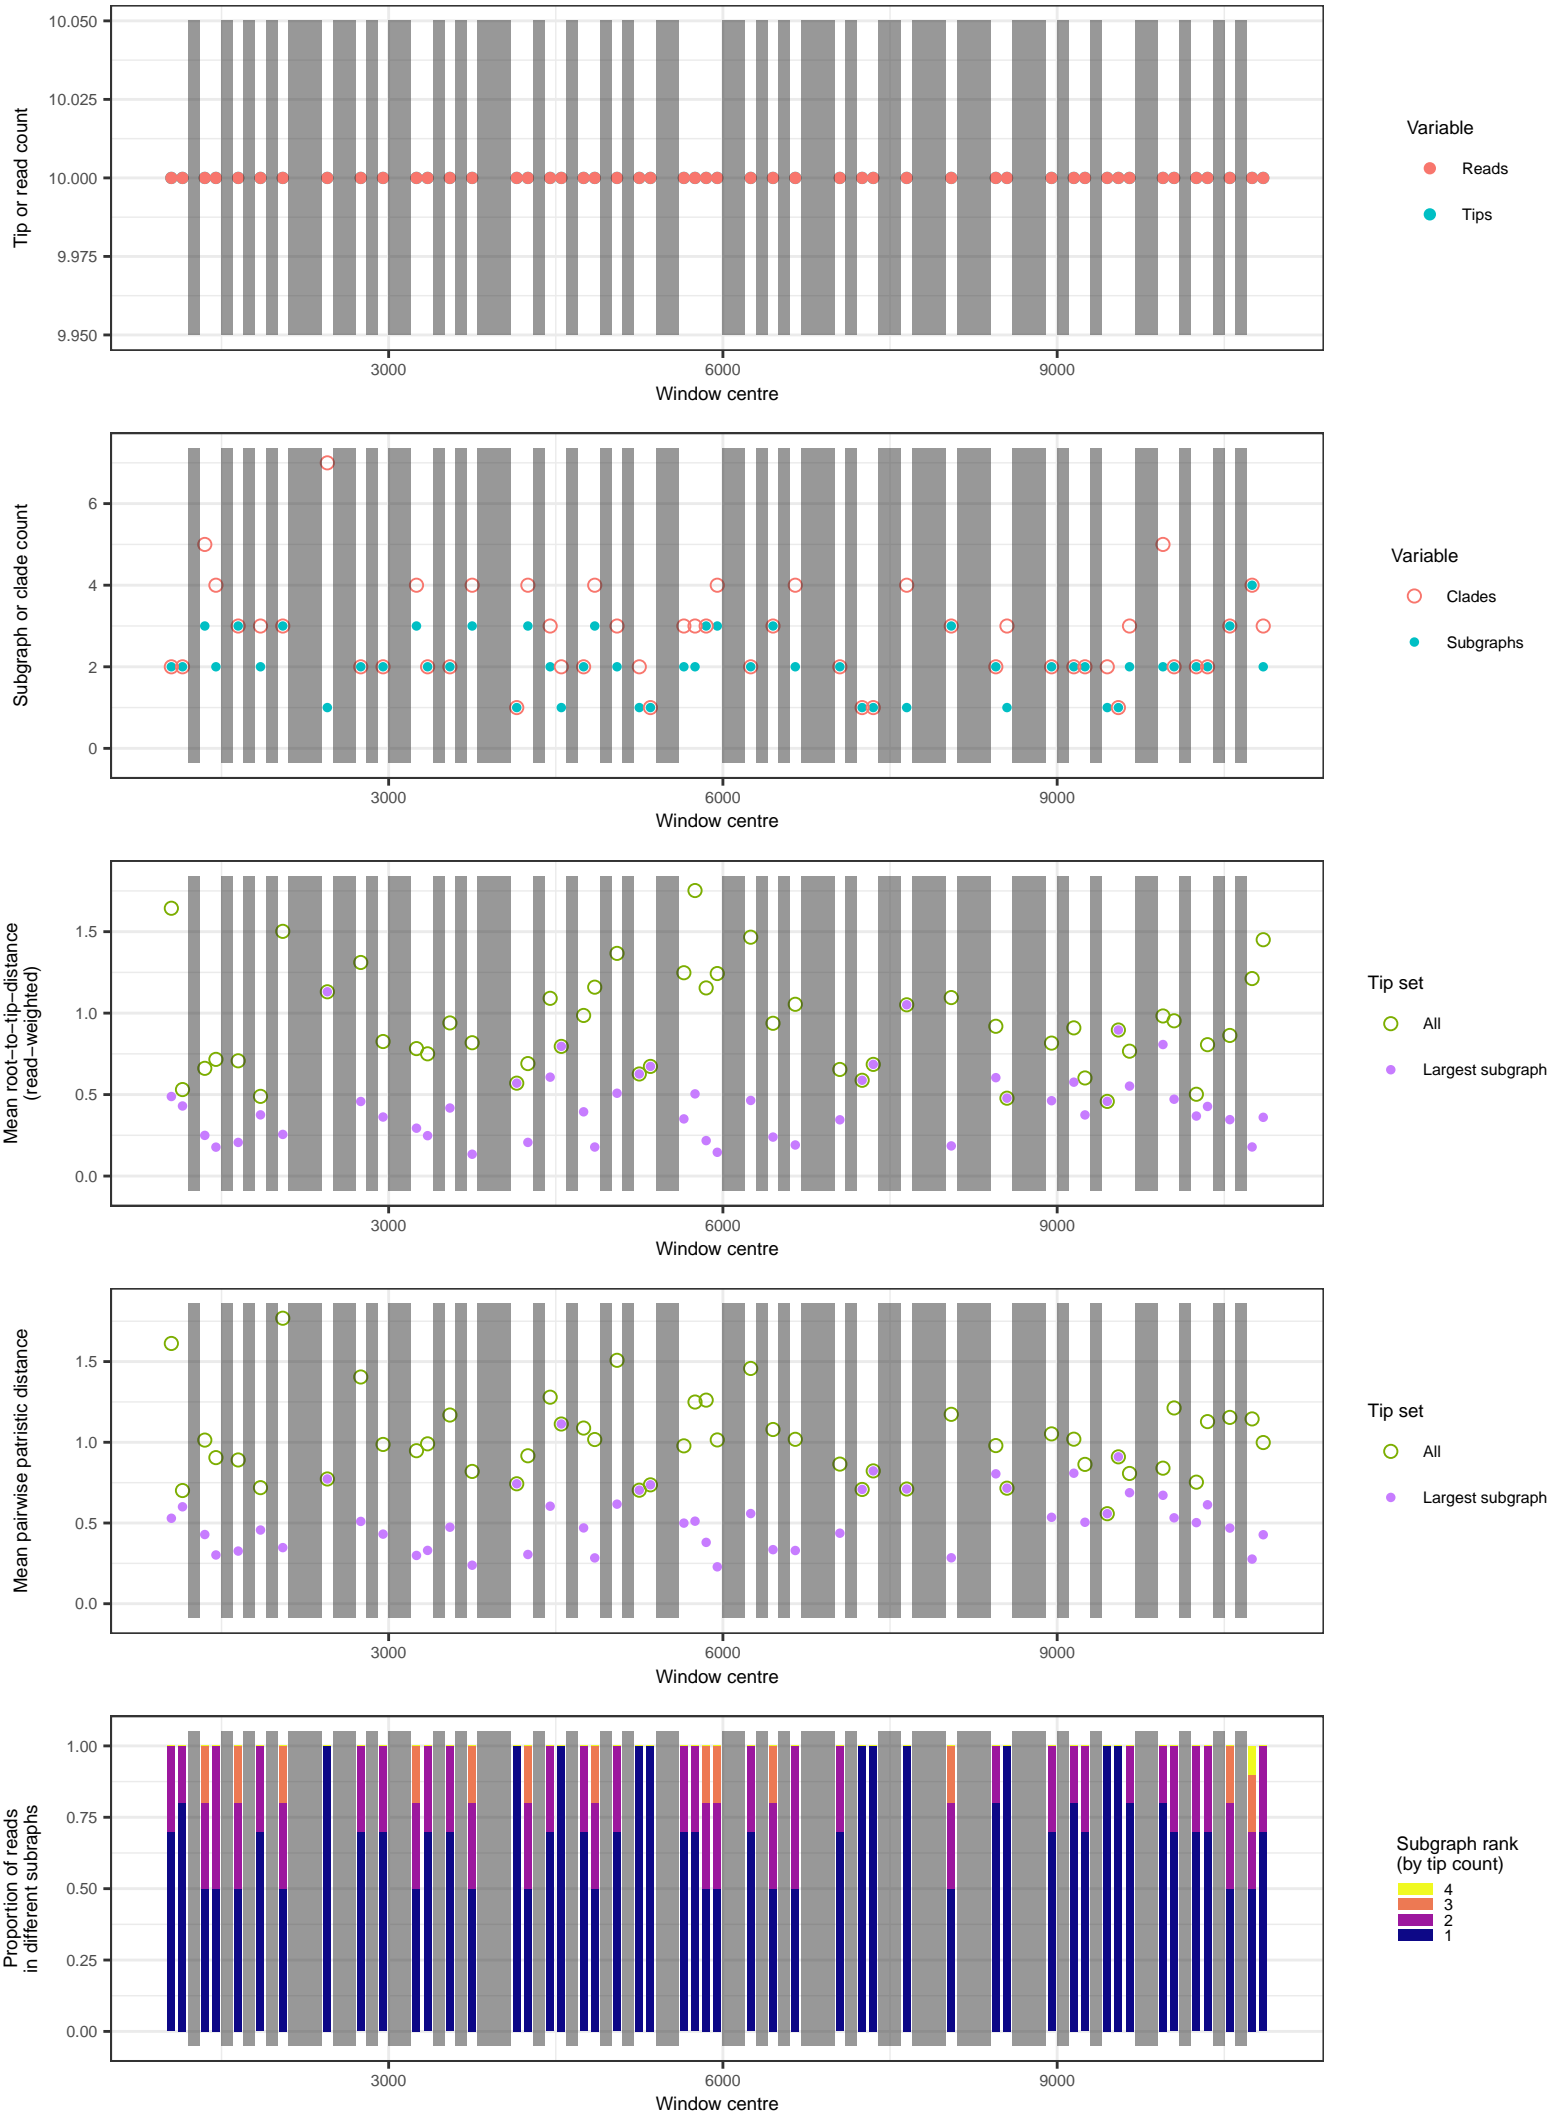 10.050
10.025
10.000
9.975
9.950
Tip or read count
3000
6000
9000
Window centre
Variable
Reads
Tips
6
4
2
0
Subgraph or clade count
3000
6000
9000
Window centre
Variable
Clades
Subgraphs
1.5
1.0
0.5
0.0
Mean root−to−tip−distance
(read−weighted)
3000
6000
9000
Window centre
Tip set
All
Largest subgraph
1.5
1.0
0.5
0.0
Mean pairwise patristic distance
3000
6000
9000
Window centre
Tip set
All
Largest subgraph
1.00
0.75
0.50
0.25
0.00
Proportion of reads
in different subraphs
3000
6000
9000
Window centre
Subgraph rank
(by tip count)
4
3
2
1